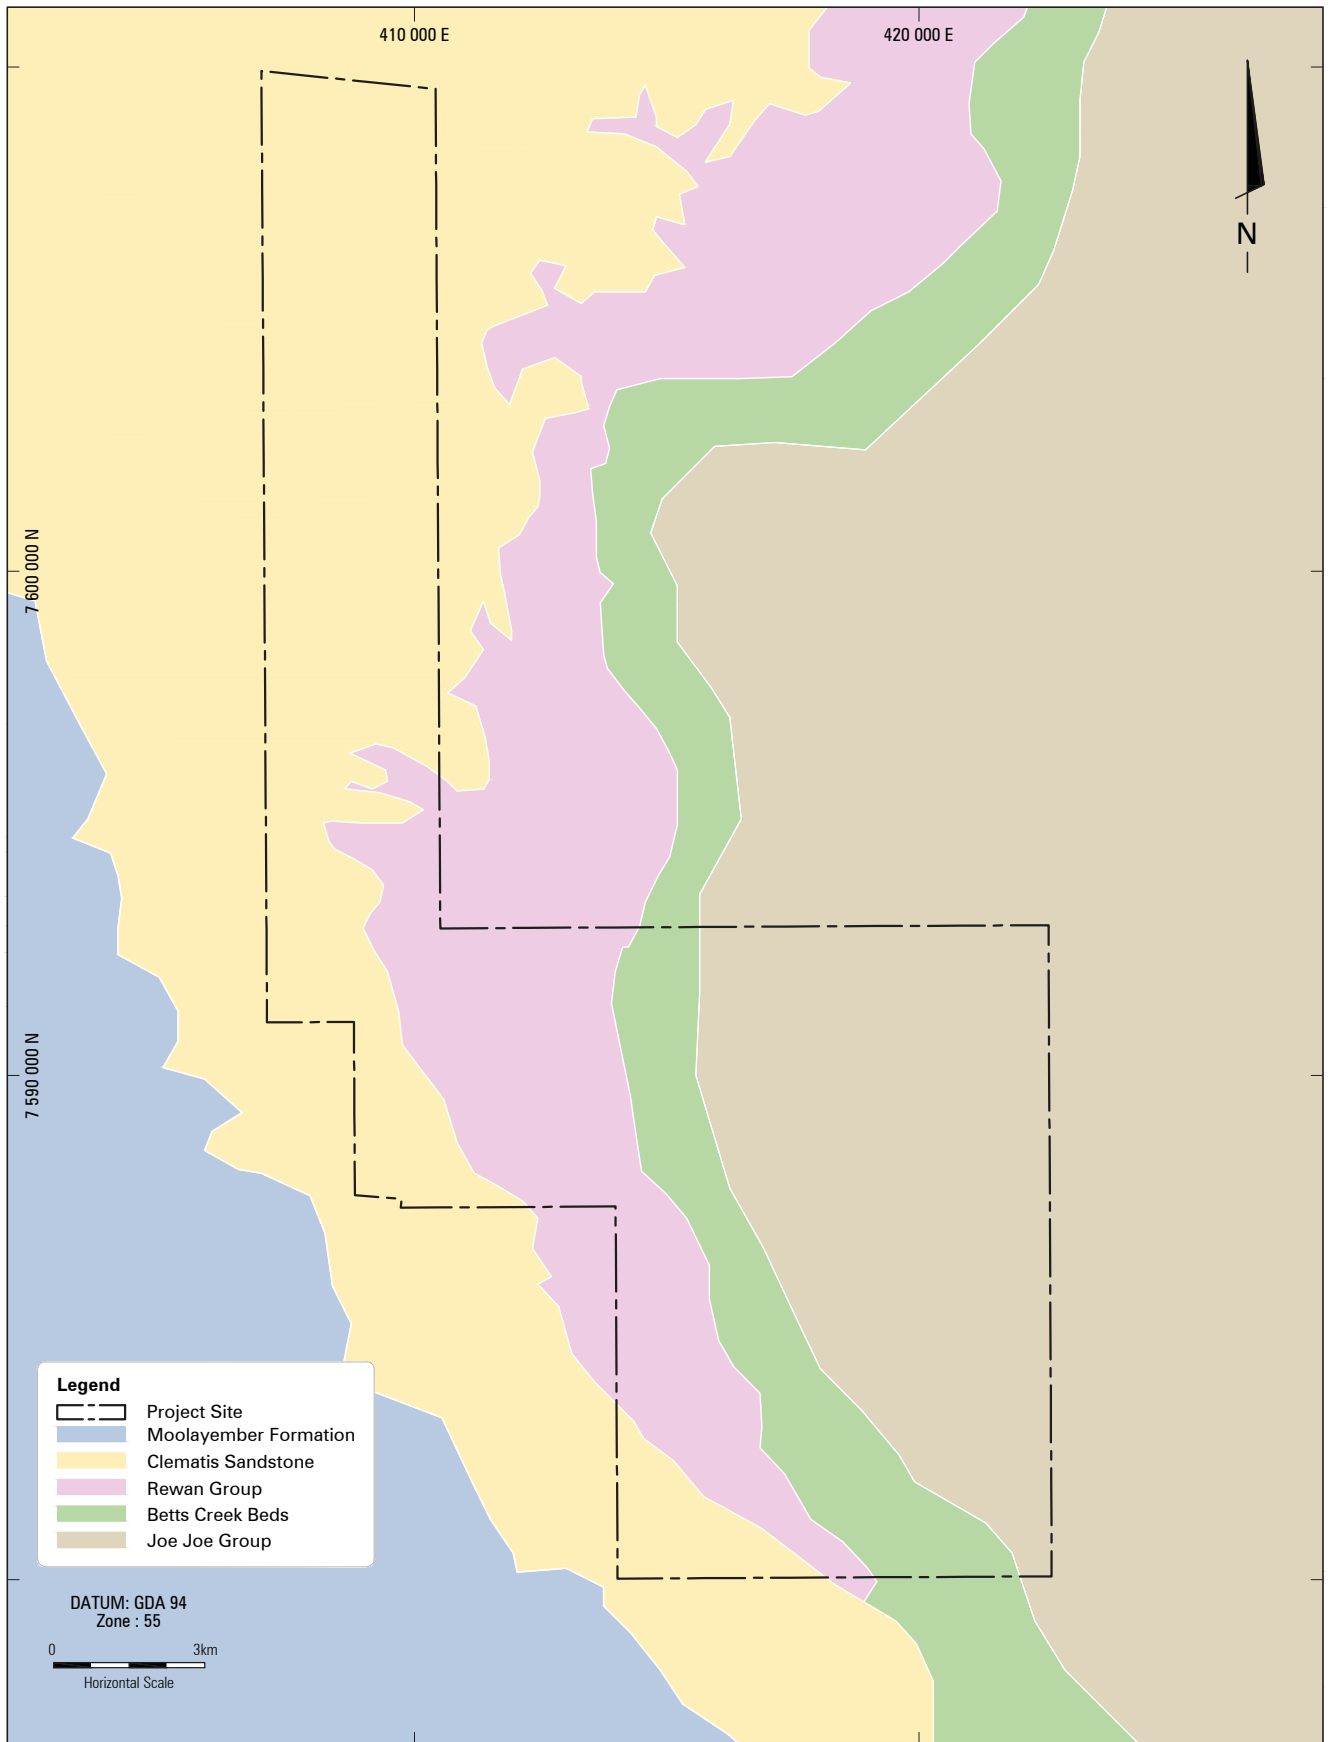 410 000 E
420 000 E
N
7 600 000 N
7 590 000 N
Legend
Project Site
Moolayember Formation
Clematis Sandstone
Rewan Group
Betts Creek Beds
Joe Joe Group
DATUM: GDA 94
Zone : 55
0 3km
Horizontal Scale